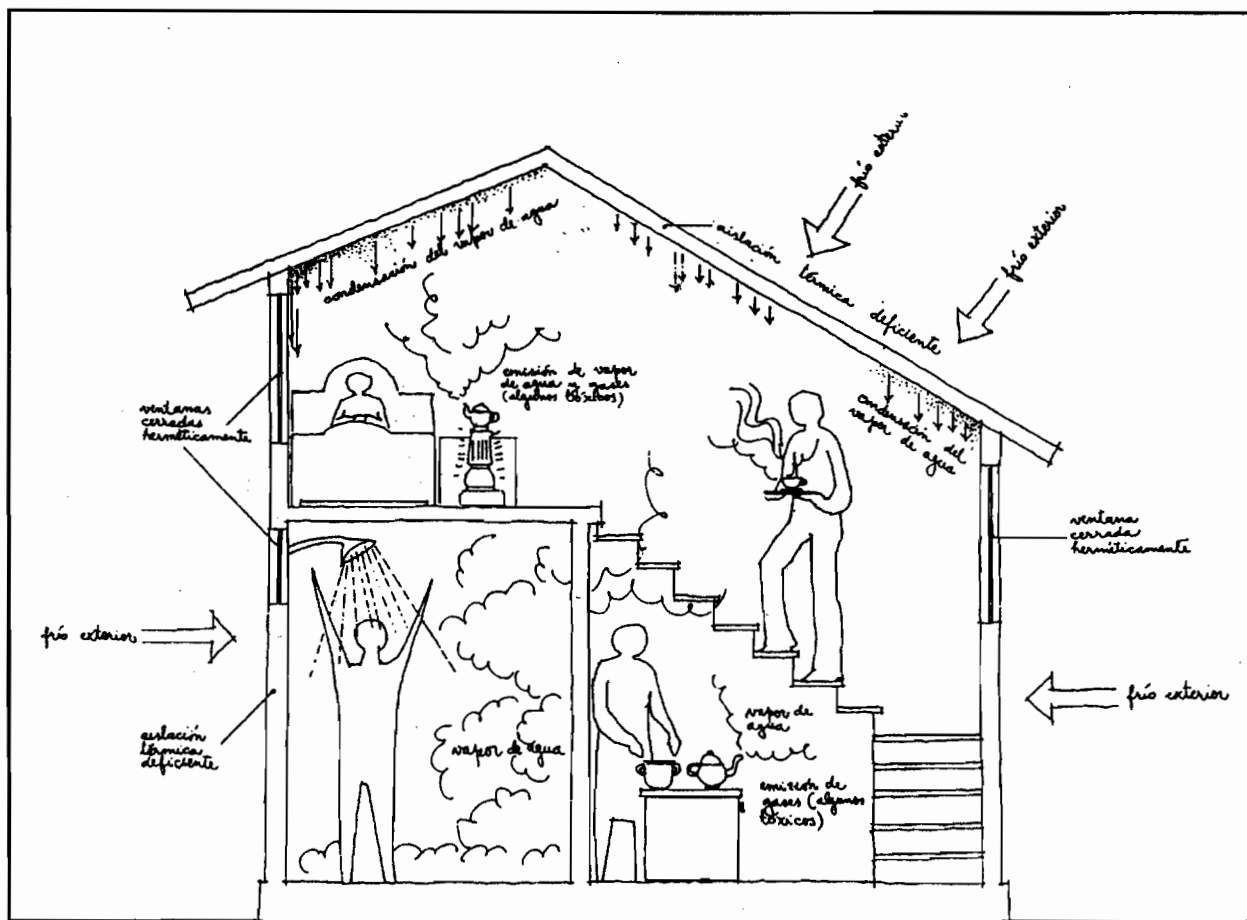 frío exterior
frío exterior
aislación térmica deficiente
condensación del vapor de agua
emisión de vapor
de agua y gases
(algunos tóxicos)
ventanas
cerradas
herméticamente
condensación del
vapor de agua
ventana
cerrada
herméticamente
frío exterior
frío exterior
aislación
térmica
deficiente
vapor de agua
vapor de
agua
emisión de
gases (algunos
tóxicos)